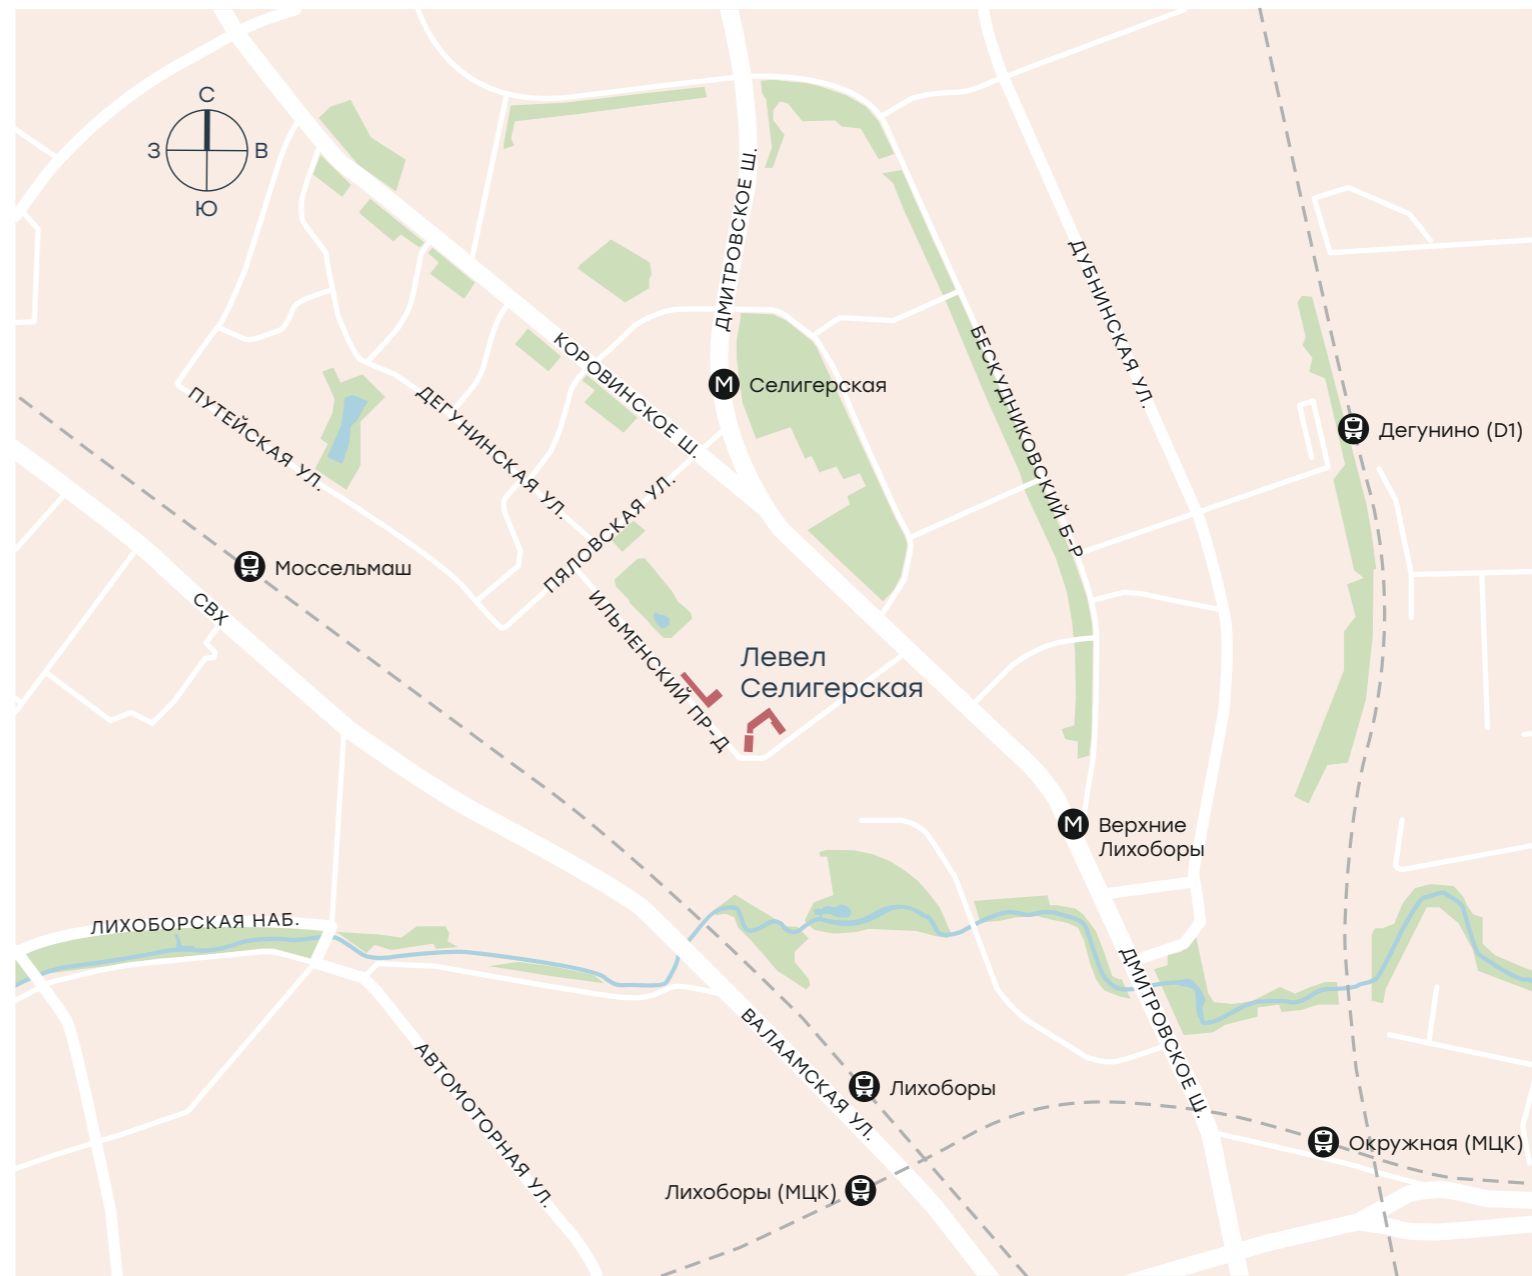 С
З
В
Ю
ДМИТРОВСКОЕ Ш.
ДУБНИНСКАЯ УЛ.
КОРОВИНСКОЕ Ш.
БЕСКУДНИКОВСКИЙ Б-Р
Селигерская
ПУТЕЙСКАЯ УЛ.
ДЕГУНИНСКАЯ УЛ.
Дегунино (D1)
ПЯЛОВСКАЯ УЛ.
Моссельмаш
СВХ
ИЛЬМЕНСКИЙ ПР-Д
Левел
Селигерская
Верхние
Лихоборы
ЛИХОБОРСКАЯ НАБ.
ДМИТРОВСКОЕ Ш.
ВАЛААМСКАЯ УЛ.
АВТОМОТОРНАЯ УЛ.
Лихоборы
Окружная (МЦК)
Лихоборы (МЦК)